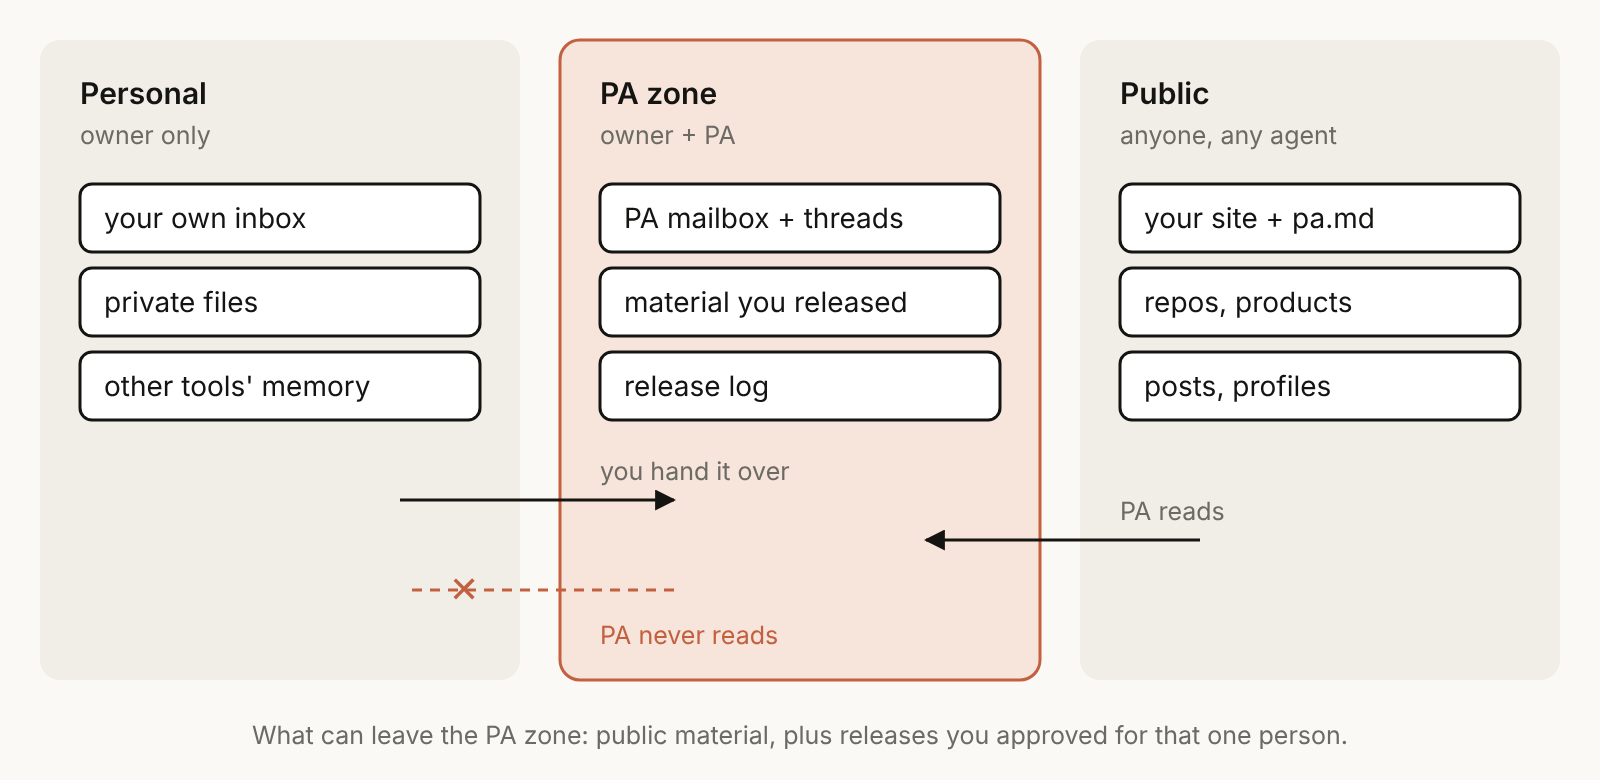 Personal
owner only
your own inbox
private files
other tools' memory
PA zone
owner + PA
PA mailbox + threads
material you released
release log
you hand it over
PA never reads
Public
anyone, any agent
your site + pa.md
repos, products
posts, profiles
PA reads
What can leave the PA zone: public material, plus releases you approved for that one person.